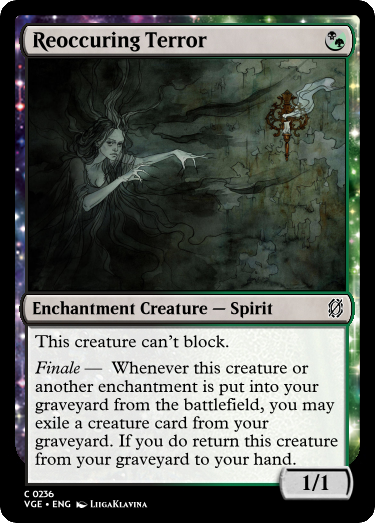 Reoccuring Terror
Enchantment Creature — Spirit
This creature can't block.
Finale — Whenever this creature or
another enchantment is put into your
graveyard from the battlefield, you may
exile a creature card from your
graveyard. If you do return this creature
from your graveyard to your hand.
1/1
C 0236
VGE • ENG LiigaKlavina